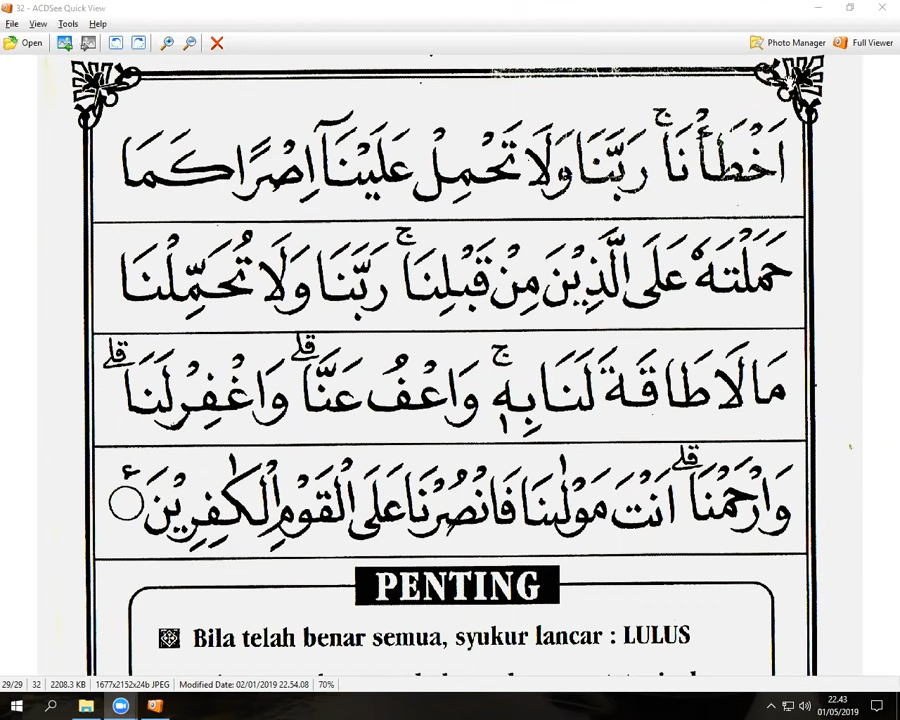 32 - ACDSee Quick View
File View Tools Help
Open Photo Manager Full Viewer
اَخْطَأْنَا ۚ رَبَّنَا وَلَا تَحْمِلْ عَلَيْنَآ اِصْرًا كَمَا
حَمَلْتَهٗ عَلَى الَّذِيْنَ مِنْ قَبْلِنَا ۚ رَبَّنَا وَلَا تُحَمِّلْنَا
مَا لَا طَاقَةَ لَنَا بِهٖ ۚ وَاعْفُ عَنَّا ۗ وَاغْفِرْ لَنَا ۗ
وَارْحَمْنَا ۗ اَنْتَ مَوْلٰىنَا فَانْصُرْنَا عَلَى الْقَوْمِ الْكٰفِرِيْنَ ࣖ
PENTING
Bila telah benar semua, syukur lancar : LULUS
29/29 32 2208.3 KB 1677x2152x24b JPEG Modified Date: 02/01/2019 22.54.08 70%
22.43
01/05/2019